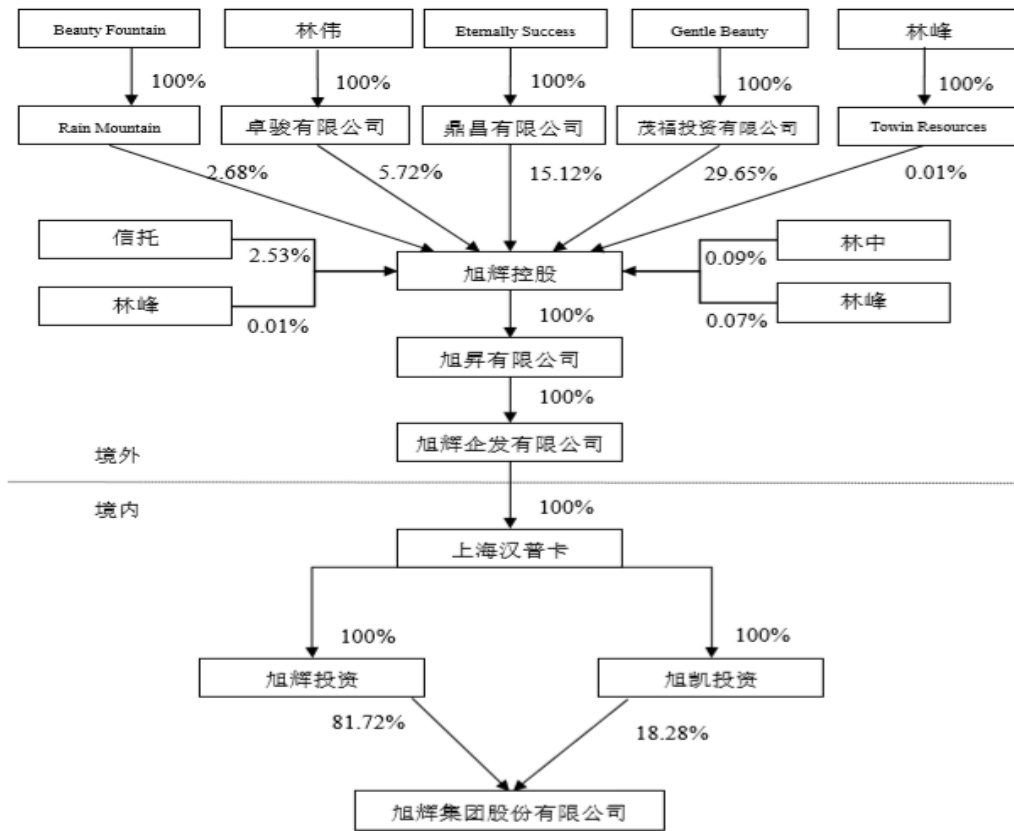 Beauty Fountain
林伟
Eternally Success
Gentle Beauty
林峰
100%
100%
100%
100%
100%
Rain Mountain
卓骏有限公司
鼎昌有限公司
茂福投资有限公司
Towin Resources
2.68%
5.72%
15.12%
29.65%
0.01%
信托
林中
2.53%
旭辉控股
0.09%
林峰
林峰
0.01%
0.07%
100%
旭昇有限公司
100%
旭辉企发有限公司
境外
境内
100%
上海汉普卡
100%
100%
旭辉投资
旭凯投资
81.72%
18.28%
旭辉集团股份有限公司